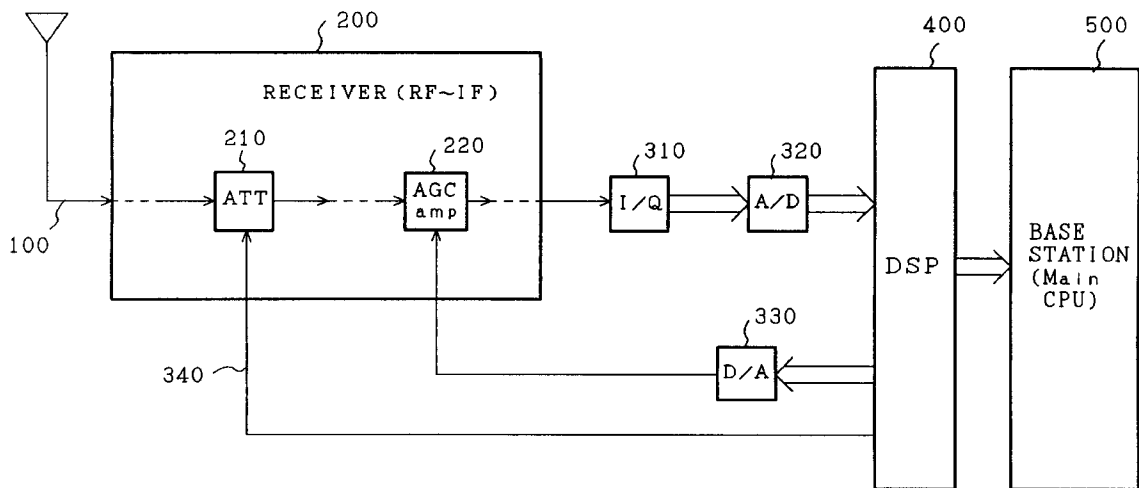 200
400
500
RECEIVER (RF~IF)
210
220
310
320
ATT
AGC
amp
I/Q
A/D
100
DSP
BASE
STATION
(Main
CPU)
330
340
D/A